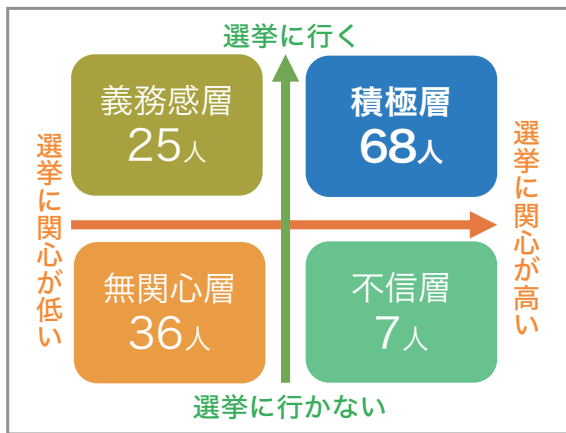 選挙に行く
義務感層
25人
積極層
68人
選挙に関心が低い
選挙に関心が高い
無関心層
36人
不信層
7人
選挙に行かない